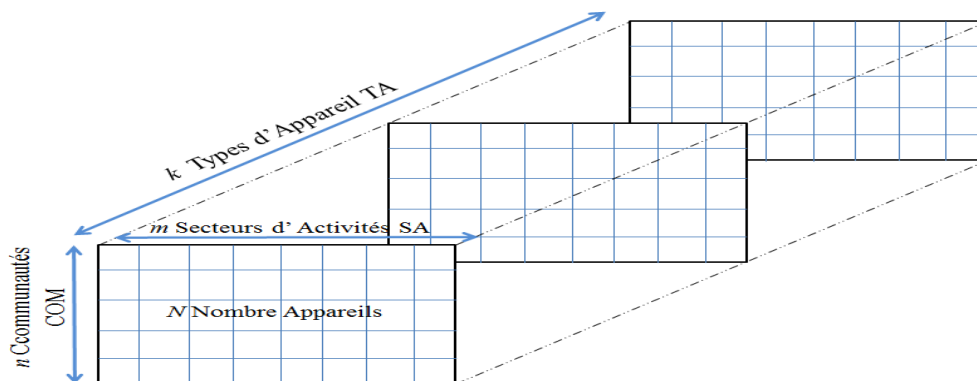 k Types d’ Appareil TA
m Secteurs d’ Activités SA
n Ccommunautés
COM
N Nombre Appareils